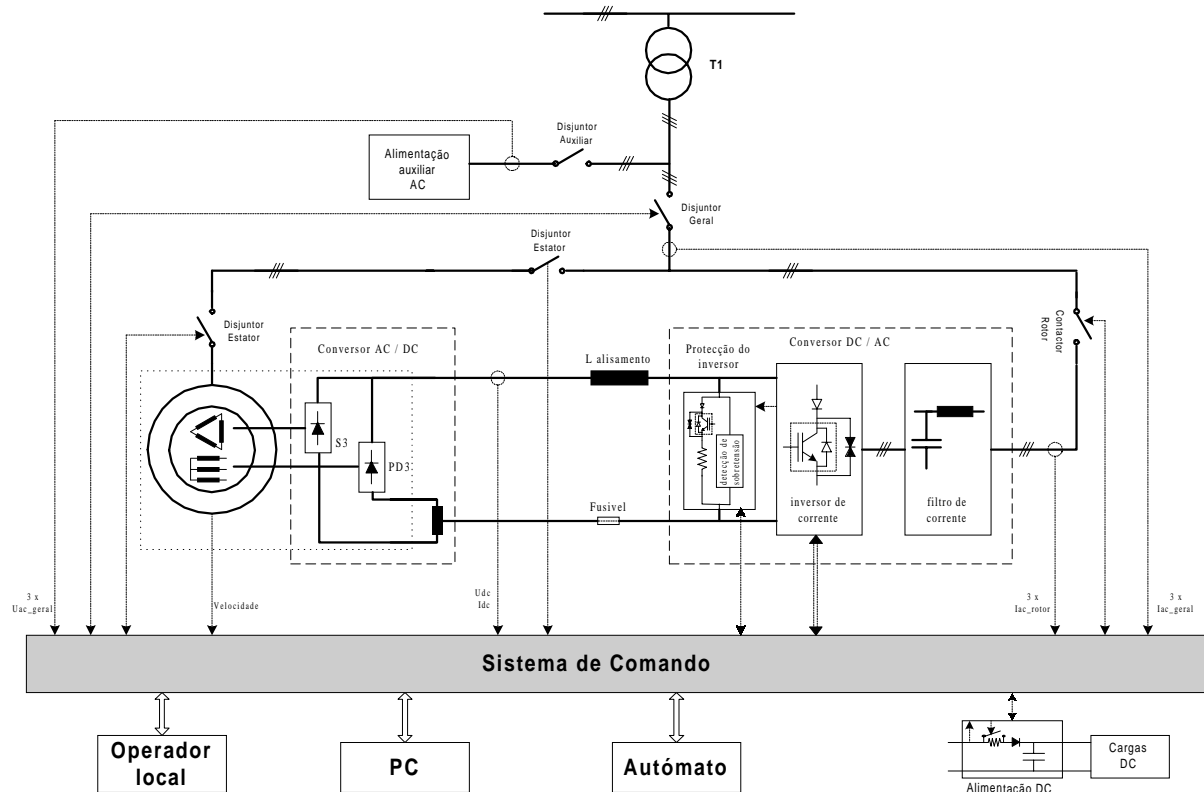 T1
Disjuntor
Auxiliar
Alimentação
auxiliar
AC
Disjuntor
Geral
Disjuntor
Estator
Disjuntor
Estator
Contactor
Rotor
Conversor AC / DC
Conversor DC / AC
L alisamento
Protecção do
inversor
S3
PD3
detecção de
sobretensão
Fusivel
inversor de
corrente
filtro de
corrente
3 x
Uac_geral
Velocidade
Udc
Idc
3 x
Iac_rotor
3 x
Iac_geral
Sistema de Comando
Operador
local
PC
Autómato
Cargas
DC
Alimentação DC